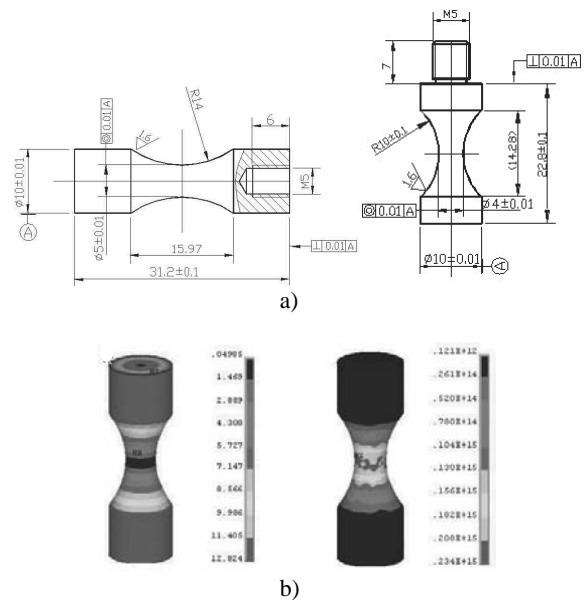 M5
7
⊥ 0.01 A
R10±0.1
(14.28)
22.8±0.1
1.6
◎ 0.01 A
Ø4±0.01
Ø10±0.01
A
◎ 0.01 A
1.6
R14
6
M5
Ø10±0.01
Ø5±0.01
A
15.97
⊥ 0.01 A
31.2±0.1
a)
.04985
1.469
2.889
4.308
5.727
7.147
8.566
9.986
11.405
12.824
.121E+12
.261E+14
.520E+14
.780E+14
.104E+15
.130E+15
.156E+15
.182E+15
.208E+15
.234E+15
b)